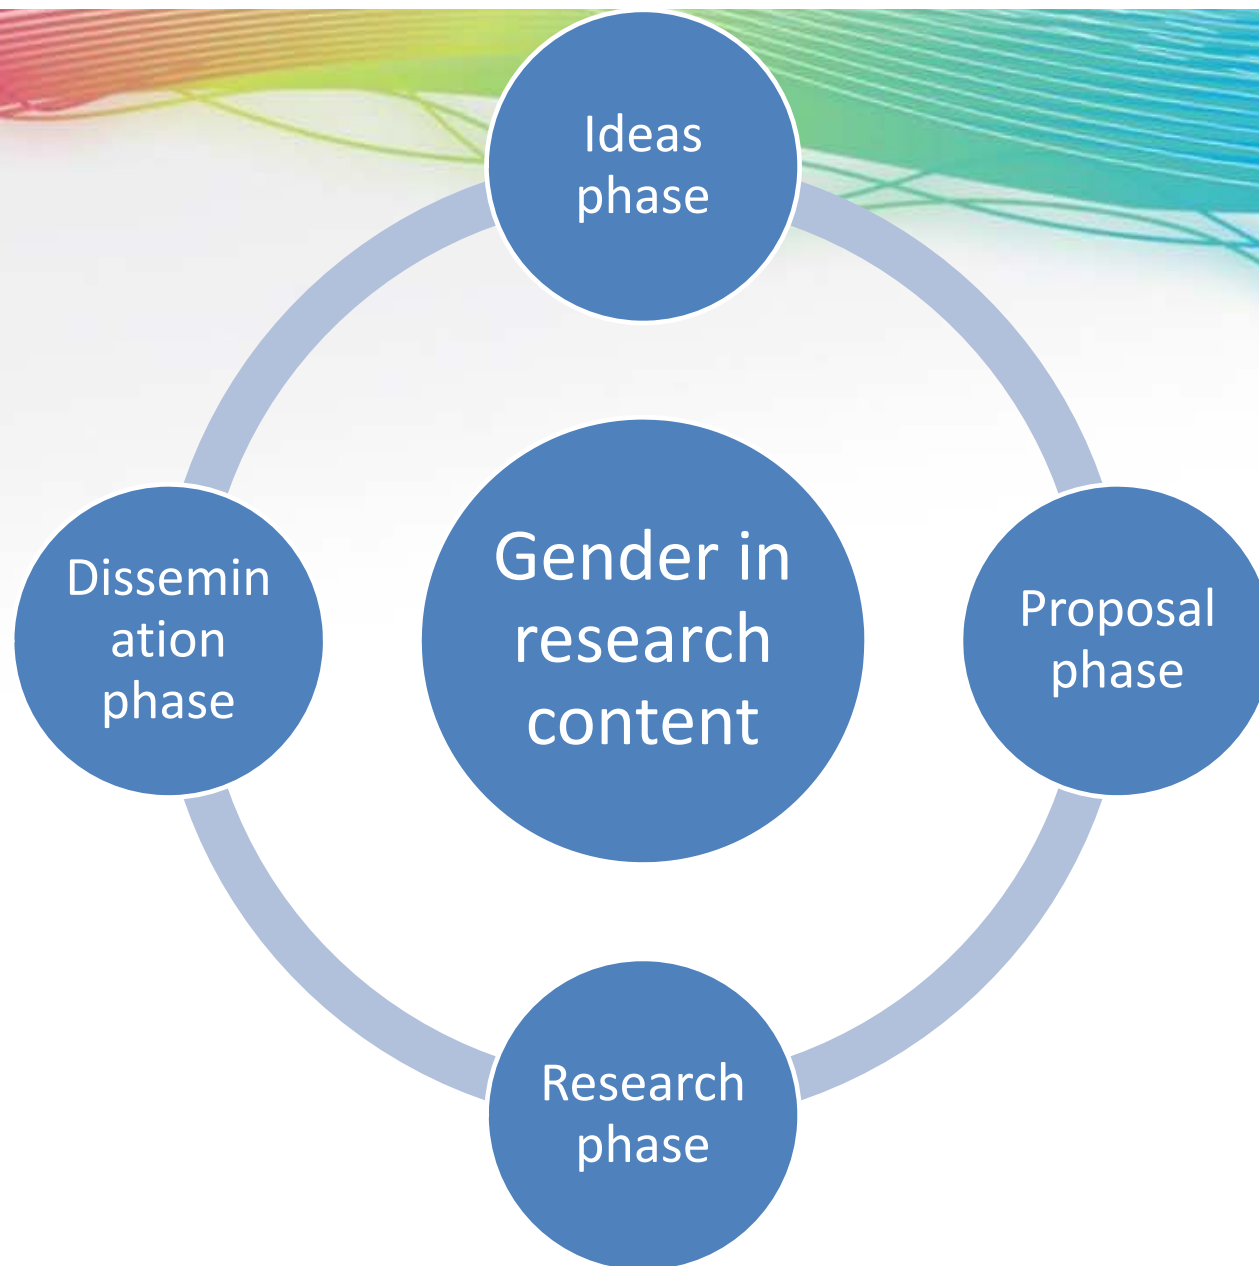 Ideas
phase
Gender in
research
content
Proposal
phase
Research
phase
Dissemin
ation
phase